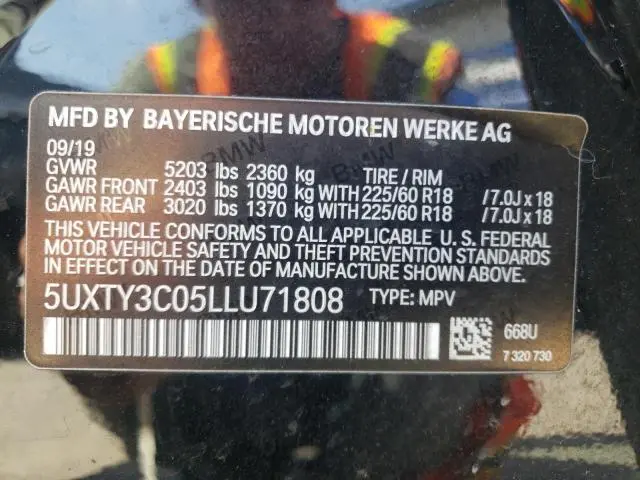 MFD BY BAYERISCHE MOTOREN WERKE AG
09/19
GVWR 5203 lbs 2360 kg TIRE / RIM
GAWR FRONT 2403 lbs 1090 kg WITH 225/60 R18 /7.0J x 18
GAWR REAR 3020 lbs 1370 kg WITH 225/60 R18 /7.0J x 18
THIS VEHICLE CONFORMS TO ALL APPLICABLE U. S. FEDERAL
MOTOR VEHICLE SAFETY AND THEFT PREVENTION STANDARDS
IN EFFECT ON THE DATE OF MANUFACTURE SHOWN ABOVE.
5UXTY3C05LLU71808 TYPE: MPV
668U
7 320 730